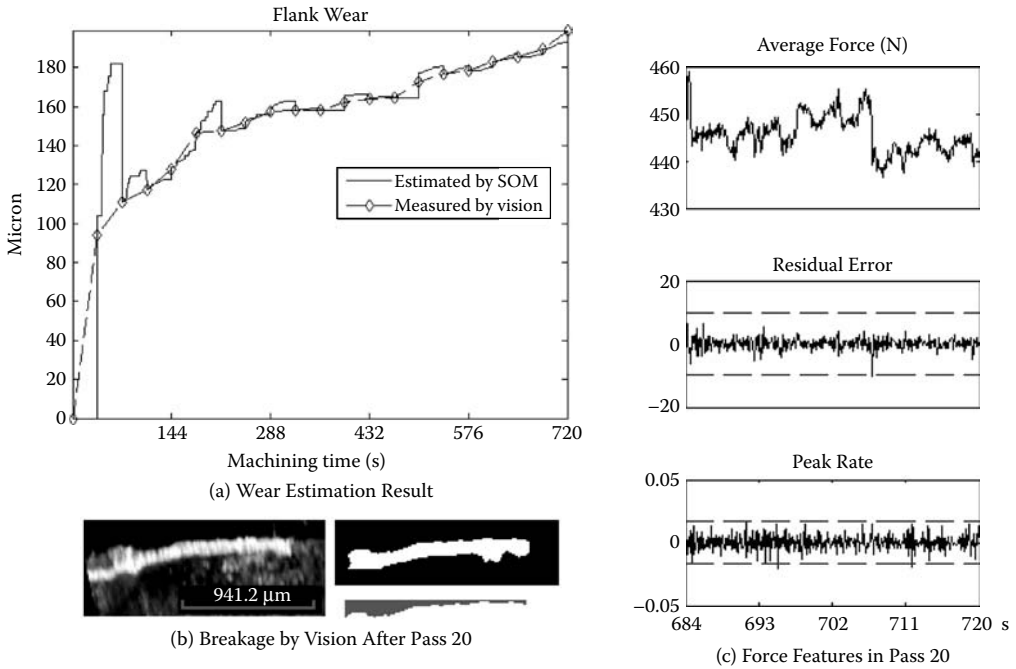 Flank Wear
180
160
140
120
100
80
60
40
20
0
Micron
Estimated by SOM
Measured by vision
144
288
432
576
720
Machining time (s)
(a) Wear Estimation Result
941.2 µm
(b) Breakage by Vision After Pass 20
Average Force (N)
460
450
440
430
Residual Error
20
0
−20
Peak Rate
0.05
0
−0.05
684
693
702
711
720 s
(c) Force Features in Pass 20